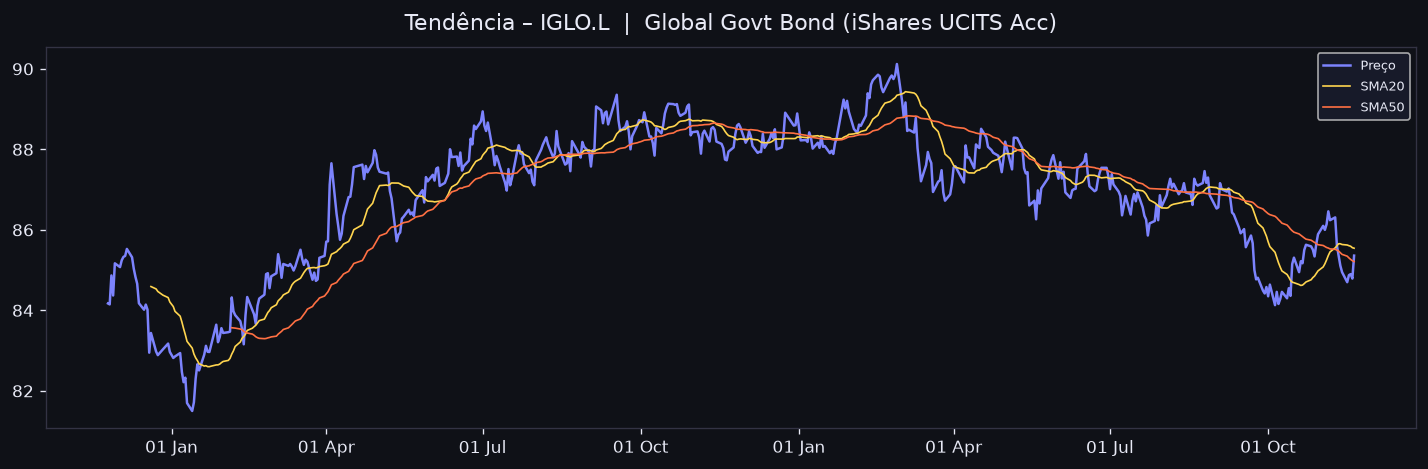 Tendência – IGLO.L | Global Govt Bond (iShares UCITS Acc)
Preço
SMA20
SMA50
90
88
86
84
82
01 Jan
01 Apr
01 Jul
01 Oct
01 Jan
01 Apr
01 Jul
01 Oct